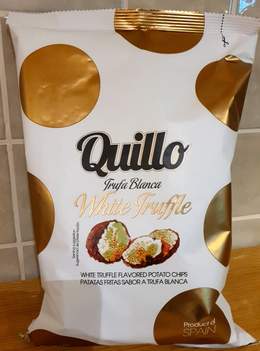 Quillo
Trufa Blanca
White Truffle
WHITE TRUFFLE FLAVORED POTATO CHIPS
PATATAS FRITAS SABOR A TRUFA BLANCA
Product of
SPAIN